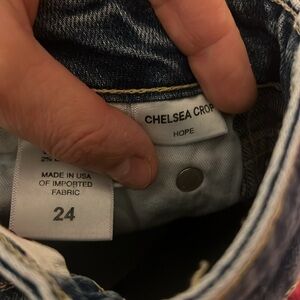 CHELSEA CROP
HOPE
MADE IN USA
OF IMPORTED
FABRIC
24